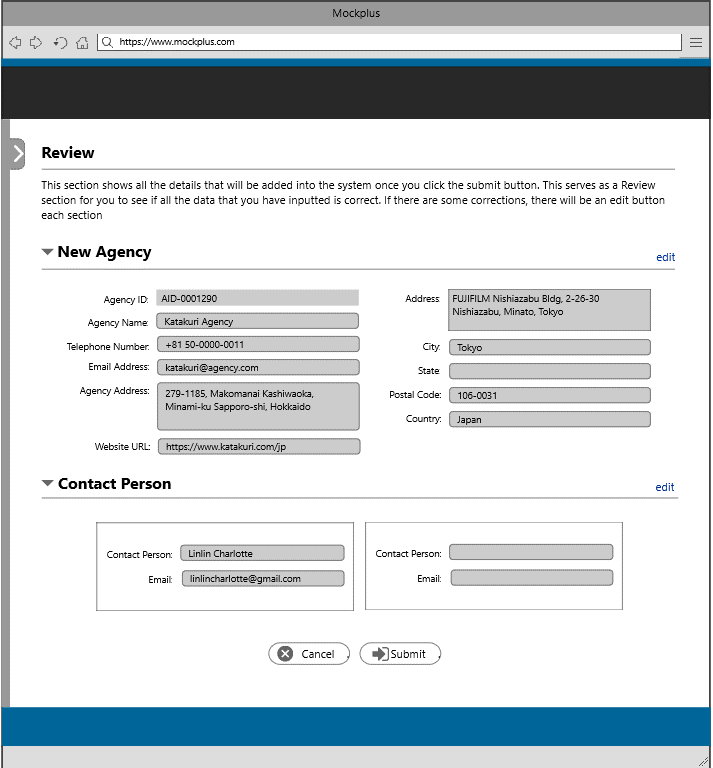 Mockplus
https://www.mockplus.com
Review
This section shows all the details that will be added into the system once you click the submit button. This serves as a Review
section for you to see if all the data that you have inputted is correct. If there are some corrections, there will be an edit button
each section
New Agency
edit
Agency ID: AID-0001290
Agency Name: Katakuri Agency
Telephone Number: +81 50-0000-0011
Email Address: katakuri@agency.com
Agency Address: 279-1185, Makomanai Kashiwaoka,
Minami-ku Sapporo-shi, Hokkaido
Website URL: https://www.katakuri.com/jp
Address: FUJIFILM Nishiazabu Bldg, 2-26-30
Nishiazabu, Minato, Tokyo
City: Tokyo
State:
Postal Code: 106-0031
Country: Japan
Contact Person
edit
Contact Person: Linlin Charlotte
Email: linlincharlotte@gmail.com
Contact Person:
Email:
Cancel
Submit